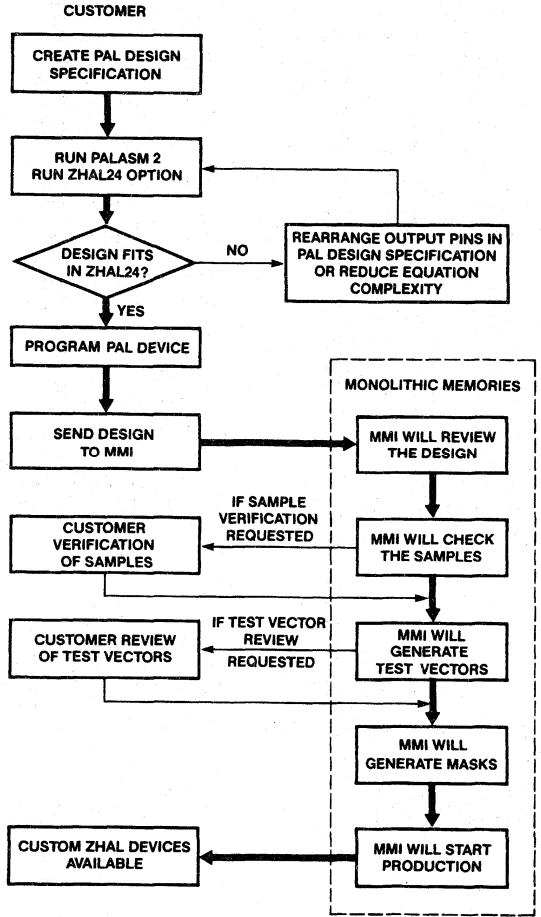 CUSTOMER
CREATE PAL DESIGN
SPECIFICATION
RUN PALASM 2
RUN ZHAL24 OPTION
DESIGN FITS
IN ZHAL24?
NO
REARRANGE OUTPUT PINS IN
PAL DESIGN SPECIFICATION
OR REDUCE EQUATION
COMPLEXITY
YES
PROGRAM PAL DEVICE
MONOLITHIC MEMORIES
SEND DESIGN
TO MMI
MMI WILL REVIEW
THE DESIGN
IF SAMPLE
VERIFICATION
REQUESTED
CUSTOMER
VERIFICATION
OF SAMPLES
MMI WILL CHECK
THE SAMPLES
IF TEST VECTOR
REVIEW
REQUESTED
CUSTOMER REVIEW
OF TEST VECTORS
MMI WILL
GENERATE
TEST VECTORS
MMI WILL
GENERATE MASKS
CUSTOM ZHAL DEVICES
AVAILABLE
MMI WILL START
PRODUCTION